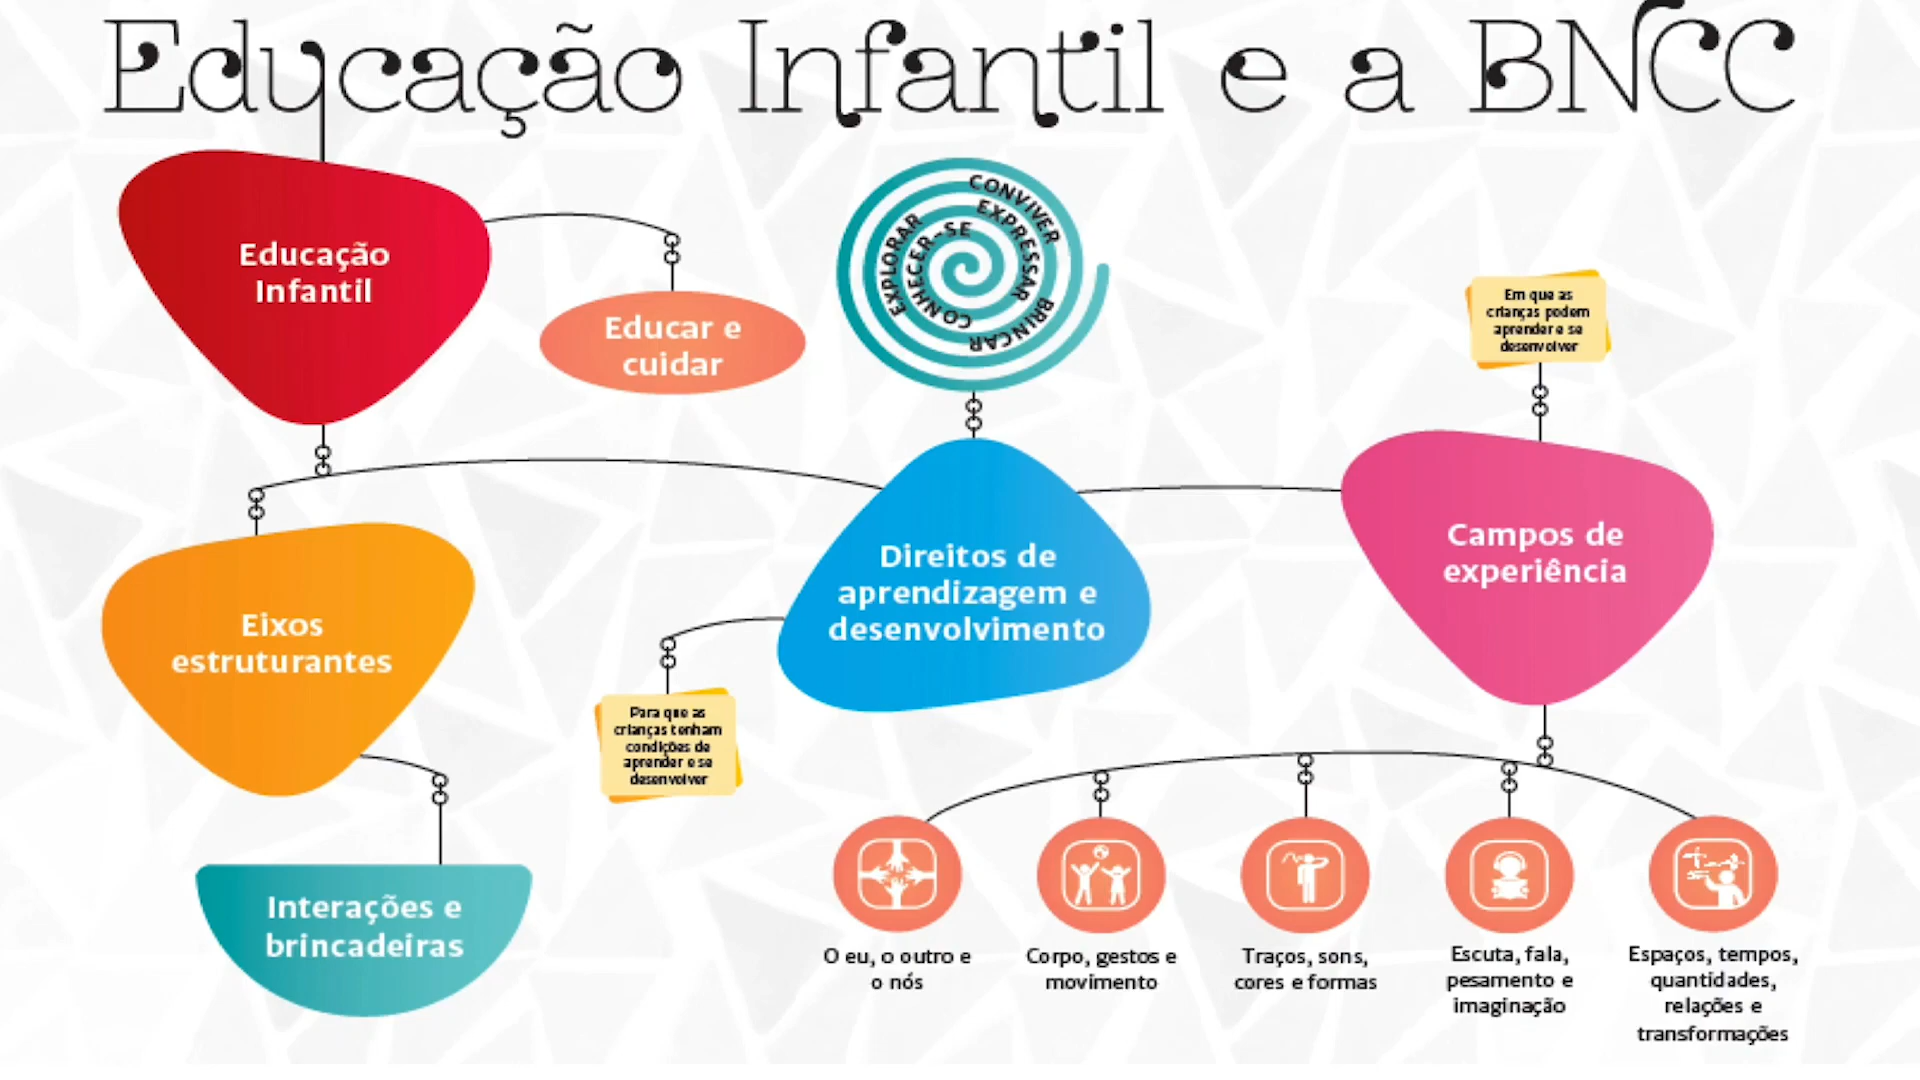 Educação Infantil e a BNCC
Educação
Infantil
Educar e
cuidar
CONVIVER
EXPRESSAR
BRINCAR
EXPLORAR
CONHECER-SE
Em que as
crianças podem
aprender e se
desenvolver
Direitos de
aprendizagem e
desenvolvimento
Campos de
experiência
Eixos
estruturantes
Para que as
crianças tenham
condições de
aprender e se
desenvolver
Interações e
brincadeiras
O eu, o outro e
o nós
Corpo, gestos e
movimento
Traços, sons,
cores e formas
Escuta, fala,
pesamento e
imaginação
Espaços, tempos,
quantidades,
relações e
transformações